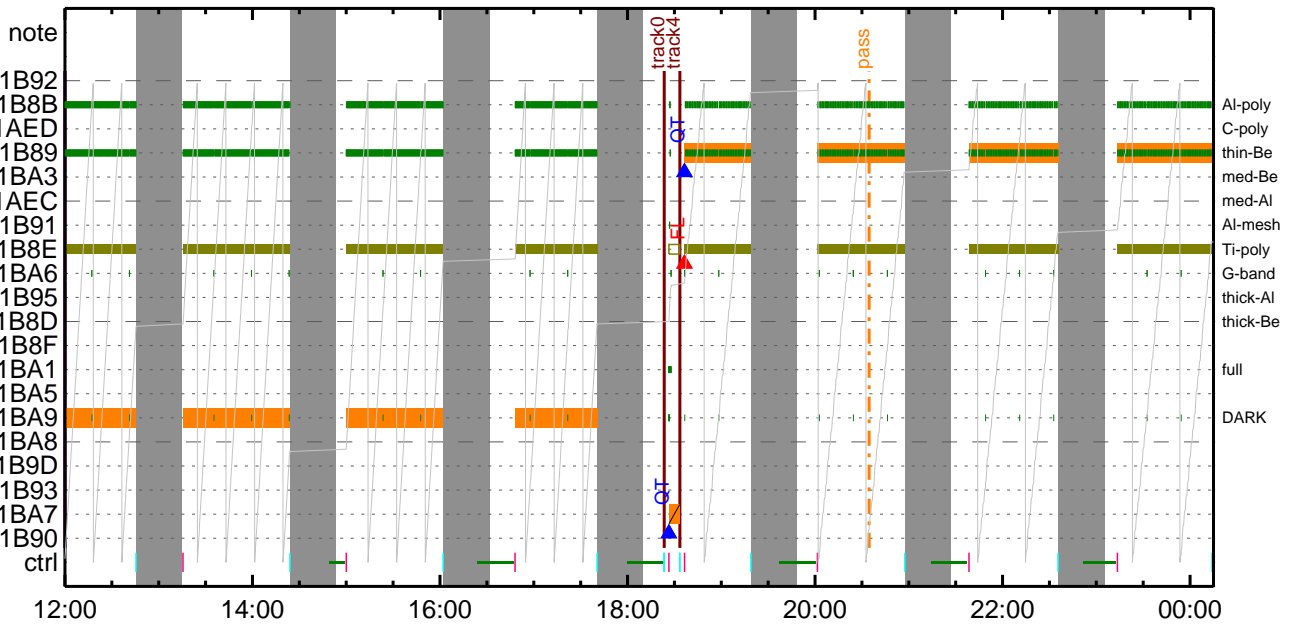 note
track0
track4
pass
1B92
1B8B Al-poly
1AED C-poly
QT
1B89 thin-Be
1BA3 med-Be
1AEC med-Al
1B91 Al-mesh
FL
1B8E Ti-poly
1BA6 G-band
1B95 thick-Al
1B8D thick-Be
1B8F
1BA1 full
1BA5
1BA9 DARK
1BA8
1B9D
1B93
QT
1BA7
1B90
ctrl
12:00 14:00 16:00 18:00 20:00 22:00 00:00